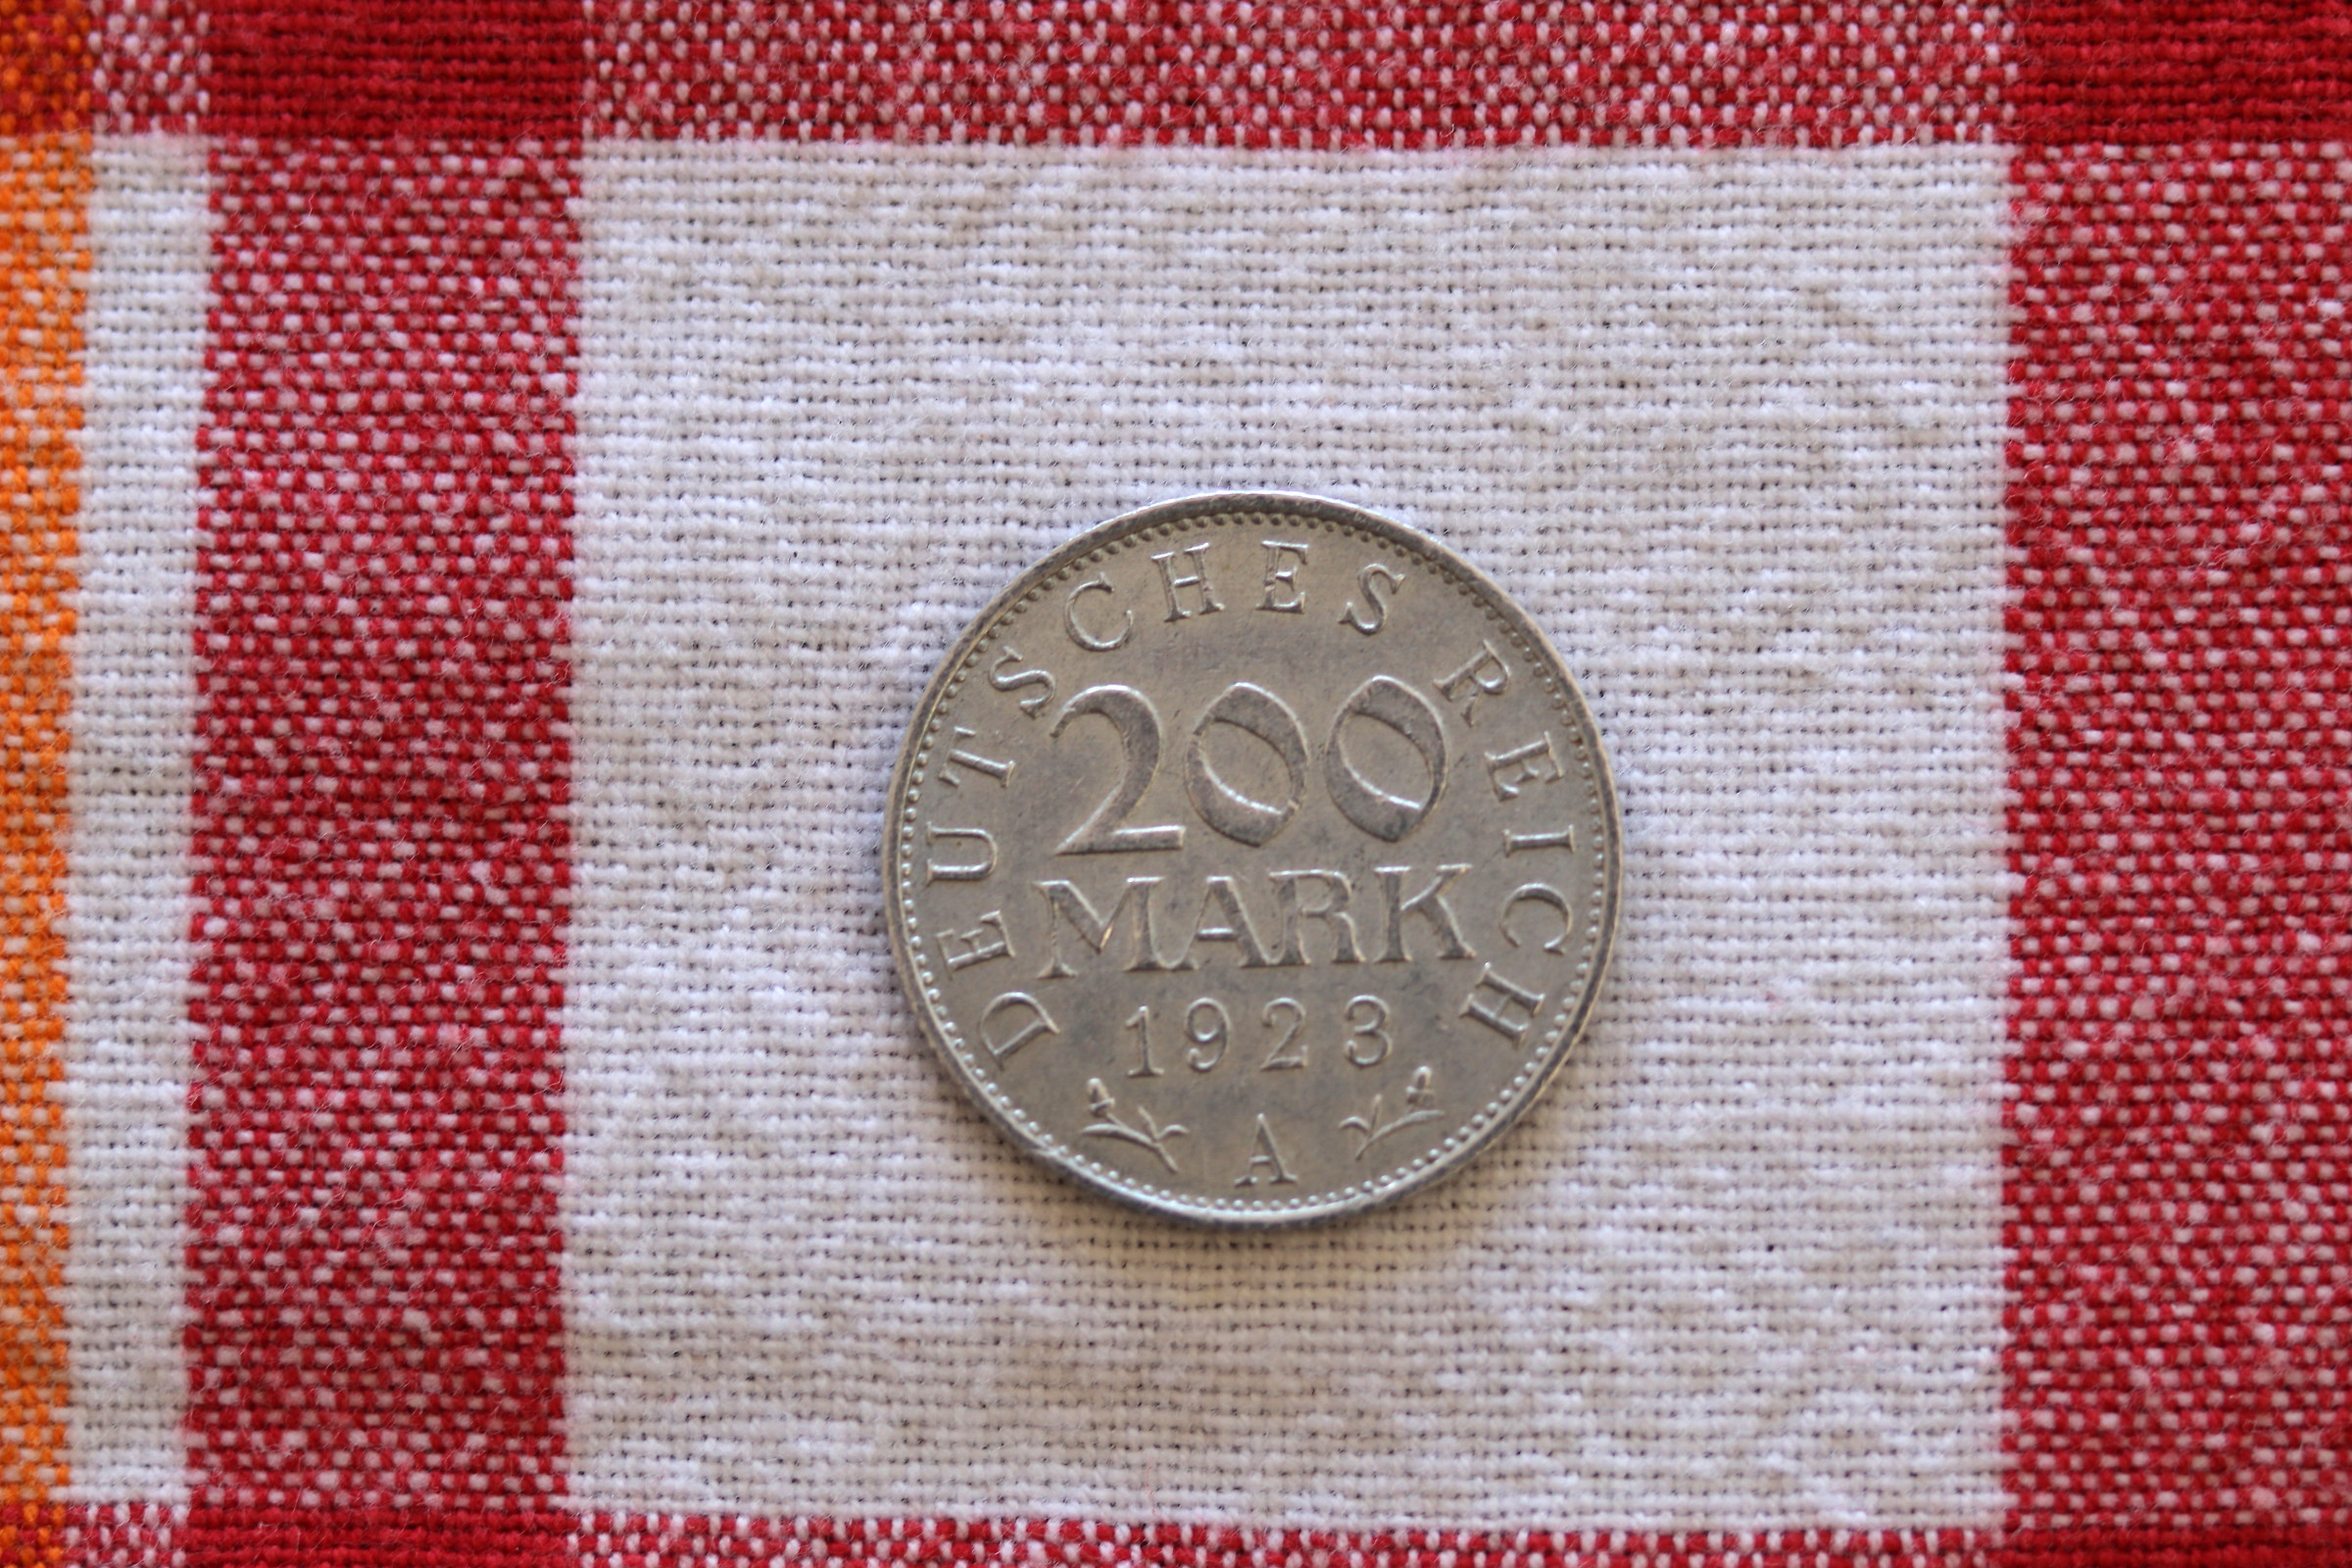 DEUTSCHES REICH
200
MARK
1923
A